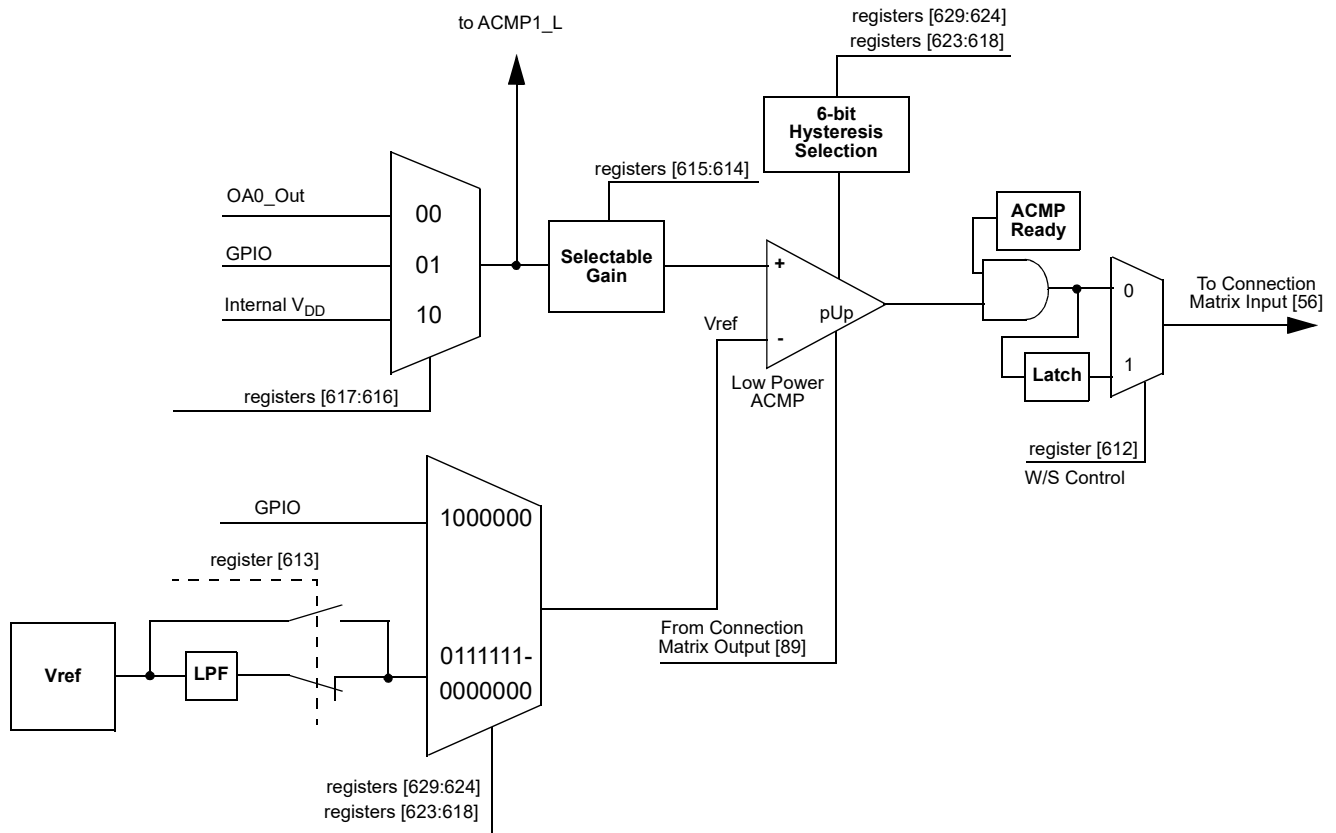 to ACMP1_L
registers [629:624]
registers [623:618]
6-bit
Hysteresis
Selection
registers [615:614]
OA0_Out
00
GPIO
01
Internal VDD
10
Selectable
Gain
+
ACMP
Ready
pUp
Vref
-
Low Power
ACMP
0
To Connection
Matrix Input [56]
1
Latch
registers [617:616]
register [612]
W/S Control
GPIO
1000000
register [613]
Vref
LPF
0111111-
0000000
From Connection
Matrix Output [89]
registers [629:624]
registers [623:618]